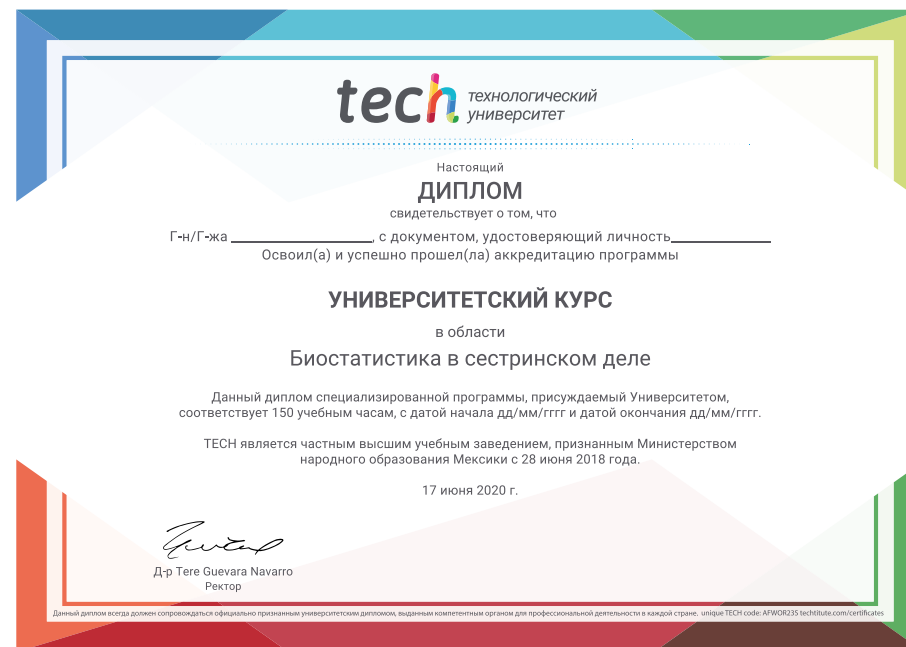 tech технологический университет
Настоящий
ДИПЛОМ
свидетельствует о том, что
Г-н/Г-жа ____________________, с документом, удостоверяющий личность______________
Освоил(а) и успешно прошел(ла) аккредитацию программы
УНИВЕРСИТЕТСКИЙ КУРС
в области
Биостатистика в сестринском деле
Данный диплом специализированной программы, присуждаемый Университетом,
соответствует 150 учебным часам, с датой начала дд/мм/гггг и датой окончания дд/мм/гггг.
TECH является частным высшим учебным заведением, признанным Министерством
народного образования Мексики с 28 июня 2018 года.
17 июня 2020 г.
Д-р Tere Guevara Navarro
Ректор
Данный диплом всегда должен сопровождаться официально признанным университетским дипломом, выданным компетентным органом для профессиональной деятельности в каждой стране. unique TECH code: AFWOR23S techtitute.com/certificates